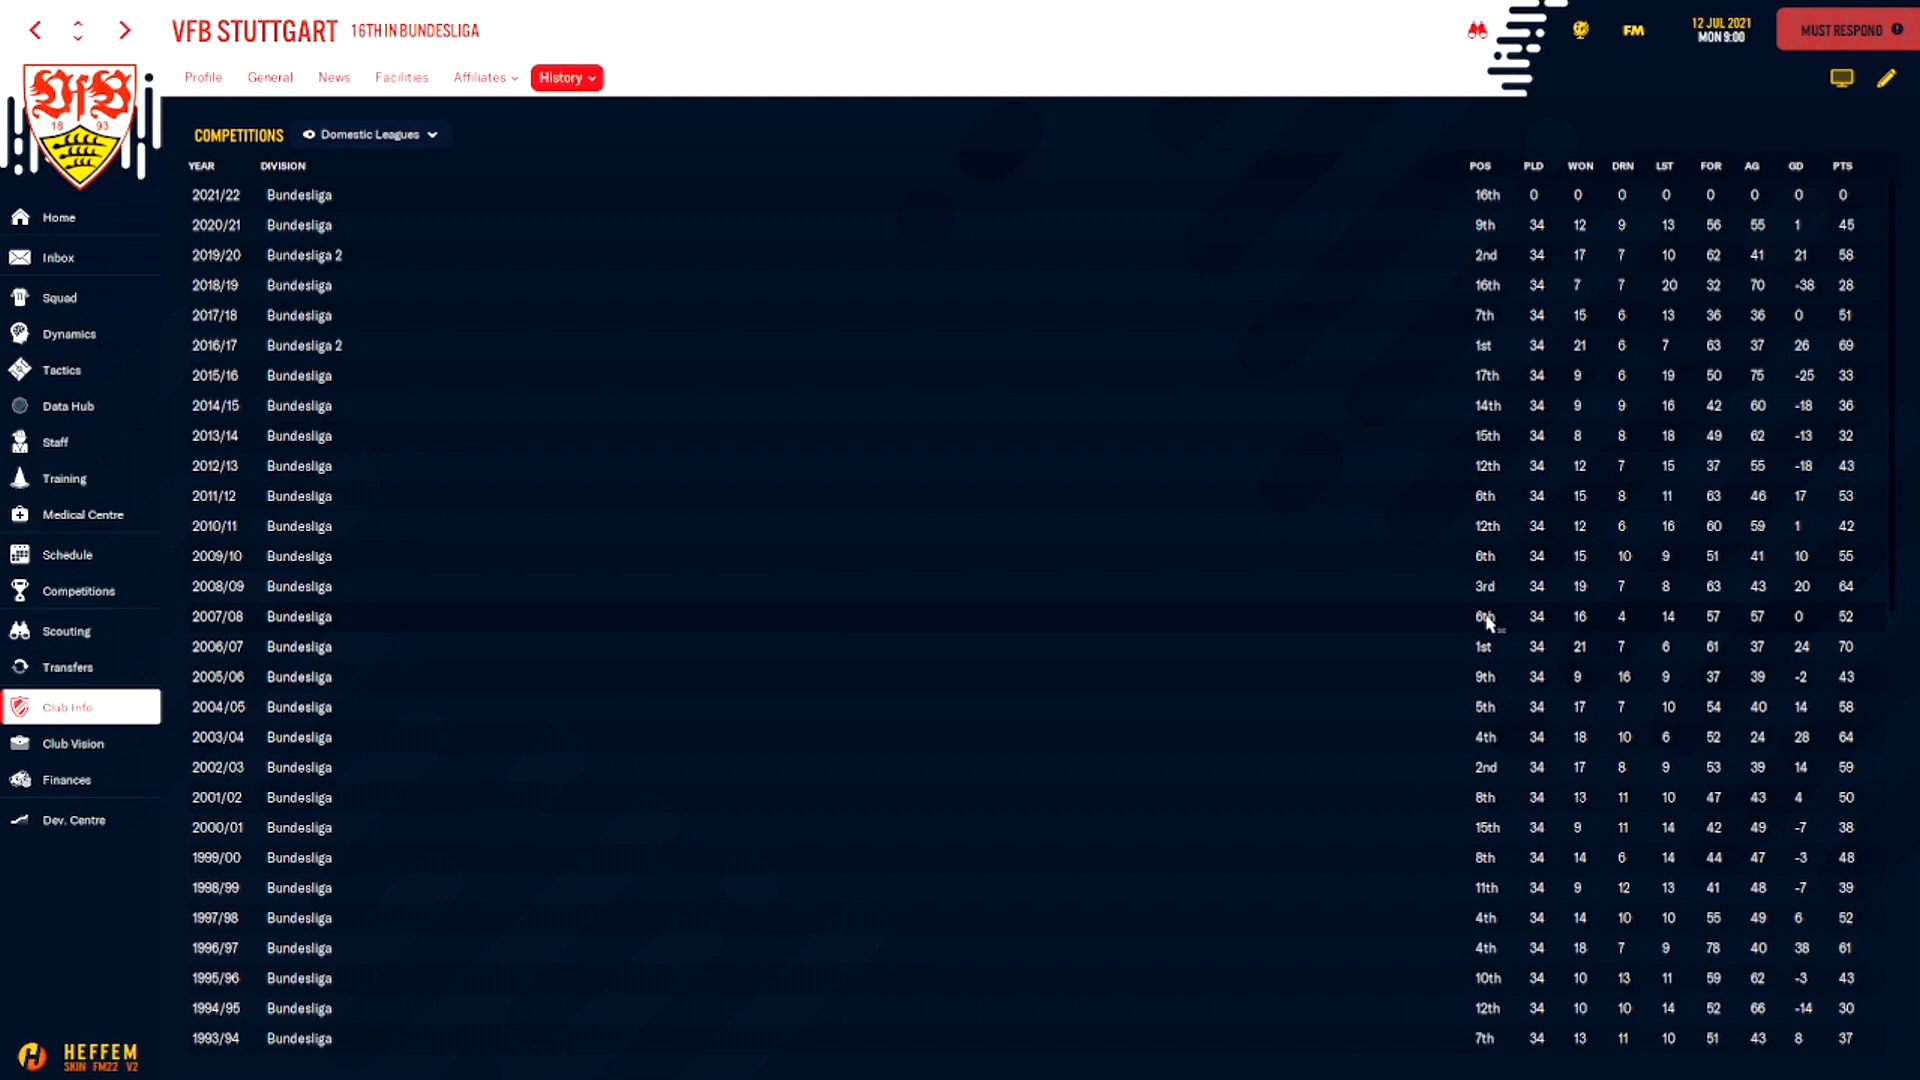 VFB STUTTGART 16TH IN BUNDESLIGA
FM
12 JUL 2021
MON 9:00
MUST RESPOND
Profile General News Facilities Affiliates History
VfB
18 93
COMPETITIONS Domestic Leagues
YEAR DIVISION POS PLD WON DRN LST FOR AG GD PTS
2021/22 Bundesliga 16th 0 0 0 0 0 0 0 0
2020/21 Bundesliga 9th 34 12 9 13 56 55 1 45
2019/20 Bundesliga 2 2nd 34 17 7 10 62 41 21 58
2018/19 Bundesliga 16th 34 7 7 20 32 70 -38 28
2017/18 Bundesliga 7th 34 15 6 13 36 36 0 51
2016/17 Bundesliga 2 1st 34 21 6 7 63 37 26 69
2015/16 Bundesliga 17th 34 9 6 19 50 75 -25 33
2014/15 Bundesliga 14th 34 9 9 16 42 60 -18 36
2013/14 Bundesliga 15th 34 8 8 18 49 62 -13 32
2012/13 Bundesliga 12th 34 12 7 15 37 55 -18 43
2011/12 Bundesliga 6th 34 15 8 11 63 46 17 53
2010/11 Bundesliga 12th 34 12 6 16 60 59 1 42
2009/10 Bundesliga 6th 34 15 10 9 51 41 10 55
2008/09 Bundesliga 3rd 34 19 7 8 63 43 20 64
2007/08 Bundesliga 6th 34 16 4 14 57 57 0 52
2006/07 Bundesliga 1st 34 21 7 6 61 37 24 70
2005/06 Bundesliga 9th 34 9 16 9 37 39 -2 43
2004/05 Bundesliga 5th 34 17 7 10 54 40 14 58
2003/04 Bundesliga 4th 34 18 10 6 52 24 28 64
2002/03 Bundesliga 2nd 34 17 8 9 53 39 14 59
2001/02 Bundesliga 8th 34 13 11 10 47 43 4 50
2000/01 Bundesliga 15th 34 9 11 14 42 49 -7 38
1999/00 Bundesliga 8th 34 14 6 14 44 47 -3 48
1998/99 Bundesliga 11th 34 9 12 13 41 48 -7 39
1997/98 Bundesliga 4th 34 14 10 10 55 49 6 52
1996/97 Bundesliga 4th 34 18 7 9 78 40 38 61
1995/96 Bundesliga 10th 34 10 13 11 59 62 -3 43
1994/95 Bundesliga 12th 34 10 10 14 52 66 -14 30
1993/94 Bundesliga 7th 34 13 11 10 51 43 8 37
Home
Inbox
Squad
Dynamics
Tactics
Data Hub
Staff
Training
Medical Centre
Schedule
Competitions
Scouting
Transfers
Club Info
Club Vision
Finances
Dev. Centre
HEFFEM
SKIN FM22 V2